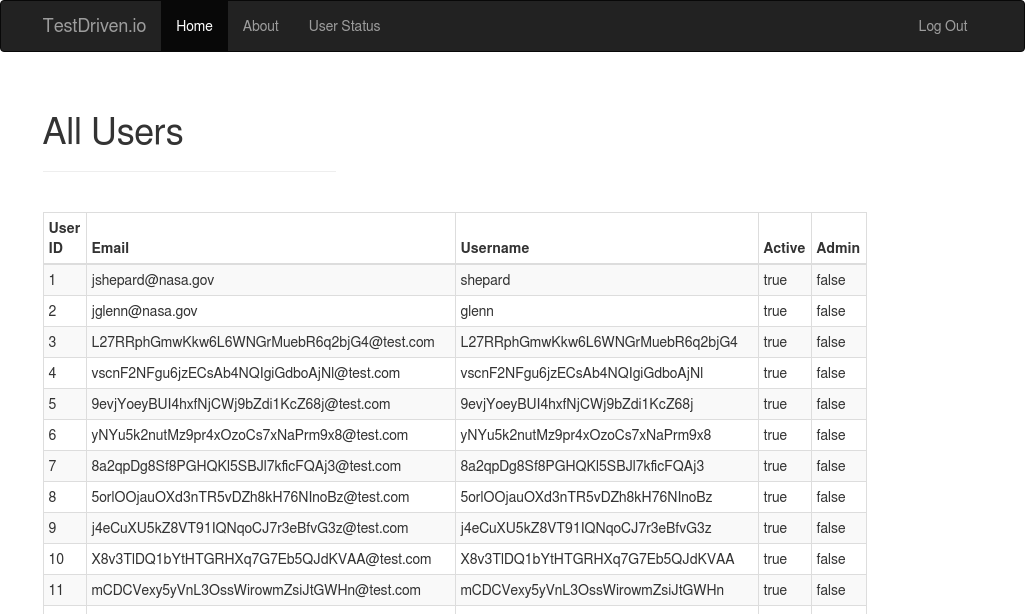 TestDriven.io Home About User Status Log Out
All Users
User ID Email Username Active Admin
1 jshepard@nasa.gov shepard true false
2 jglenn@nasa.gov glenn true false
3 L27RRphGmwKkw6L6WNGrMuebR6q2bjG4@test.com L27RRphGmwKkw6L6WNGrMuebR6q2bjG4 true false
4 vscnF2NFgu6jzECsAb4NQIgiGdboAjNl@test.com vscnF2NFgu6jzECsAb4NQIgiGdboAjNl true false
5 9evjYoeyBUI4hxfNjCWj9bZdi1KcZ68j@test.com 9evjYoeyBUI4hxfNjCWj9bZdi1KcZ68j true false
6 yNYu5k2nutMz9pr4xOzoCs7xNaPrm9x8@test.com yNYu5k2nutMz9pr4xOzoCs7xNaPrm9x8 true false
7 8a2qpDg8Sf8PGHQKl5SBJl7kficFQAj3@test.com 8a2qpDg8Sf8PGHQKl5SBJl7kficFQAj3 true false
8 5orlOOjauOXd3nTR5vDZh8kH76NInoBz@test.com 5orlOOjauOXd3nTR5vDZh8kH76NInoBz true false
9 j4eCuXU5kZ8VT91IQNqoCJ7r3eBfvG3z@test.com j4eCuXU5kZ8VT91IQNqoCJ7r3eBfvG3z true false
10 X8v3TlDQ1bYtHTGRHXq7G7Eb5QJdKVAA@test.com X8v3TlDQ1bYtHTGRHXq7G7Eb5QJdKVAA true false
11 mCDCVexy5yVnL3OssWirowmZsiJtGWHn@test.com mCDCVexy5yVnL3OssWirowmZsiJtGWHn true false